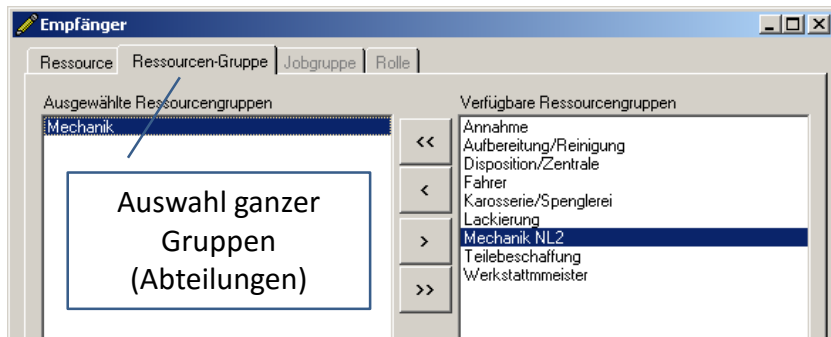 Empfänger
Ressource Ressourcen-Gruppe Jobgruppe Rolle
Ausgewählte Ressourcengruppen
Mechanik
Auswahl ganzer
Gruppen
(Abteilungen)
<<
<
>
>>
Verfügbare Ressourcengruppen
Annahme
Aufbereitung/Reinigung
Disposition/Zentrale
Fahrer
Karosserie/Spenglerei
Lackierung
Mechanik NL2
Teilebeschaffung
Werkstattmmeister